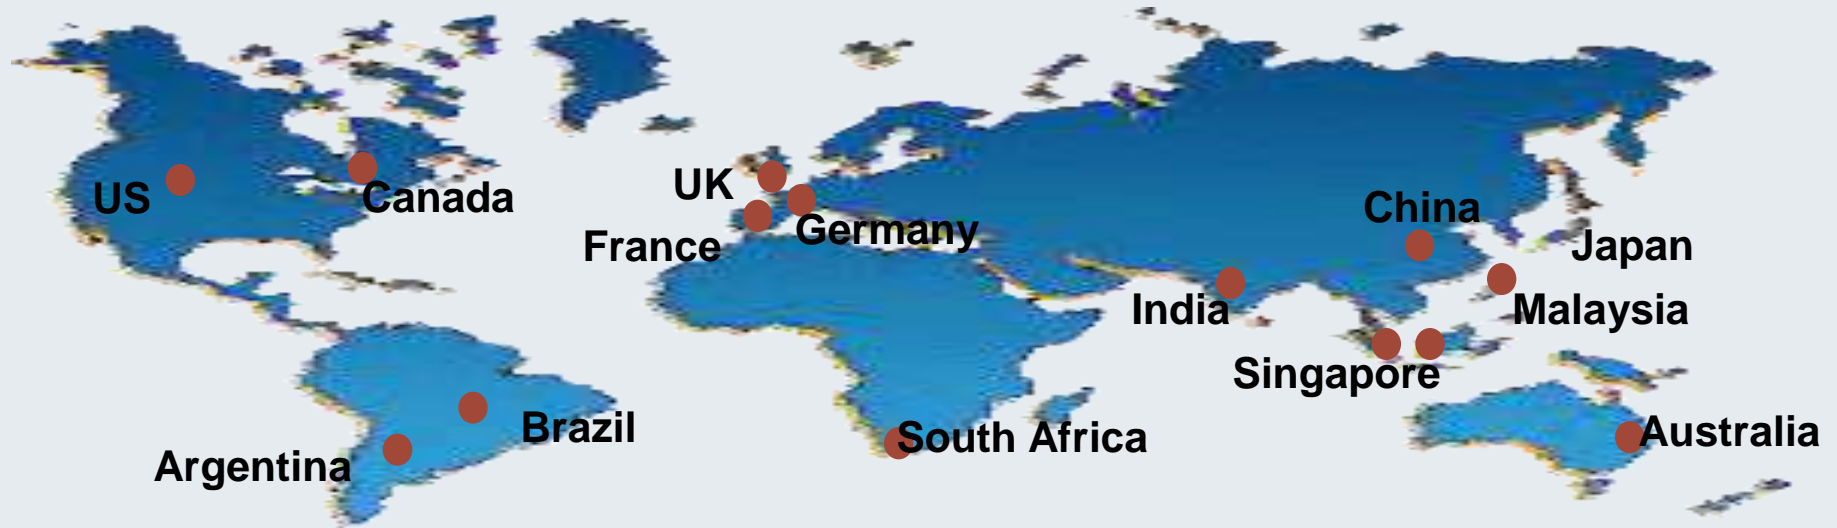 US
Canada
UK
France
Germany
China
Japan
India
Malaysia
Singapore
Brazil
Argentina
South Africa
Australia